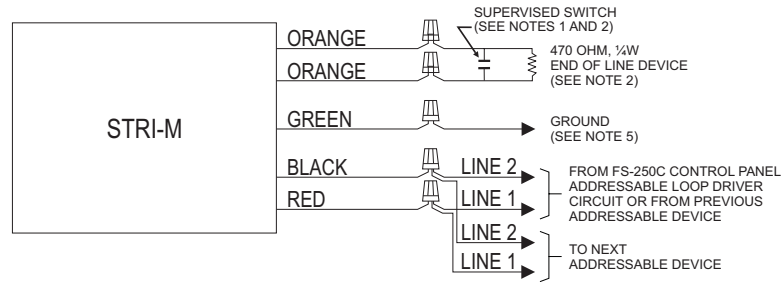 SUPERVISED SWITCH
(SEE NOTES 1 AND 2)
ORANGE
470 OHM, ¼W
END OF LINE DEVICE
(SEE NOTE 2)
ORANGE
STRI-M
GREEN
GROUND
(SEE NOTE 5)
BLACK
LINE 2
FROM FS-250C CONTROL PANEL
ADDRESSABLE LOOP DRIVER
CIRCUIT OR FROM PREVIOUS
ADDRESSABLE DEVICE
RED
LINE 1
LINE 2
TO NEXT
ADDRESSABLE DEVICE
LINE 1